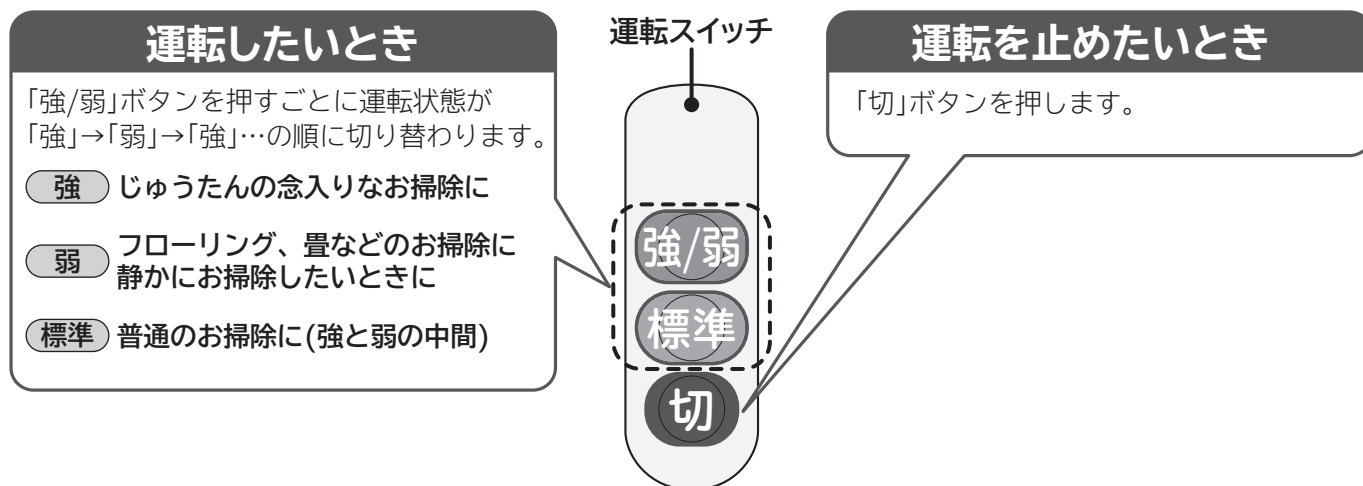 運転したいとき
「強/弱」ボタンを押すごとに運転状態が
「強」→「弱」→「強」…の順に切り替わります。
強 じゅうたんの念入りなお掃除に
弱 フローリング、畳などのお掃除に
静かにお掃除したいときに
標準 普通のお掃除に(強と弱の中間)
運転スイッチ
強/弱
標準
切
運転を止めたいとき
「切」ボタンを押します。